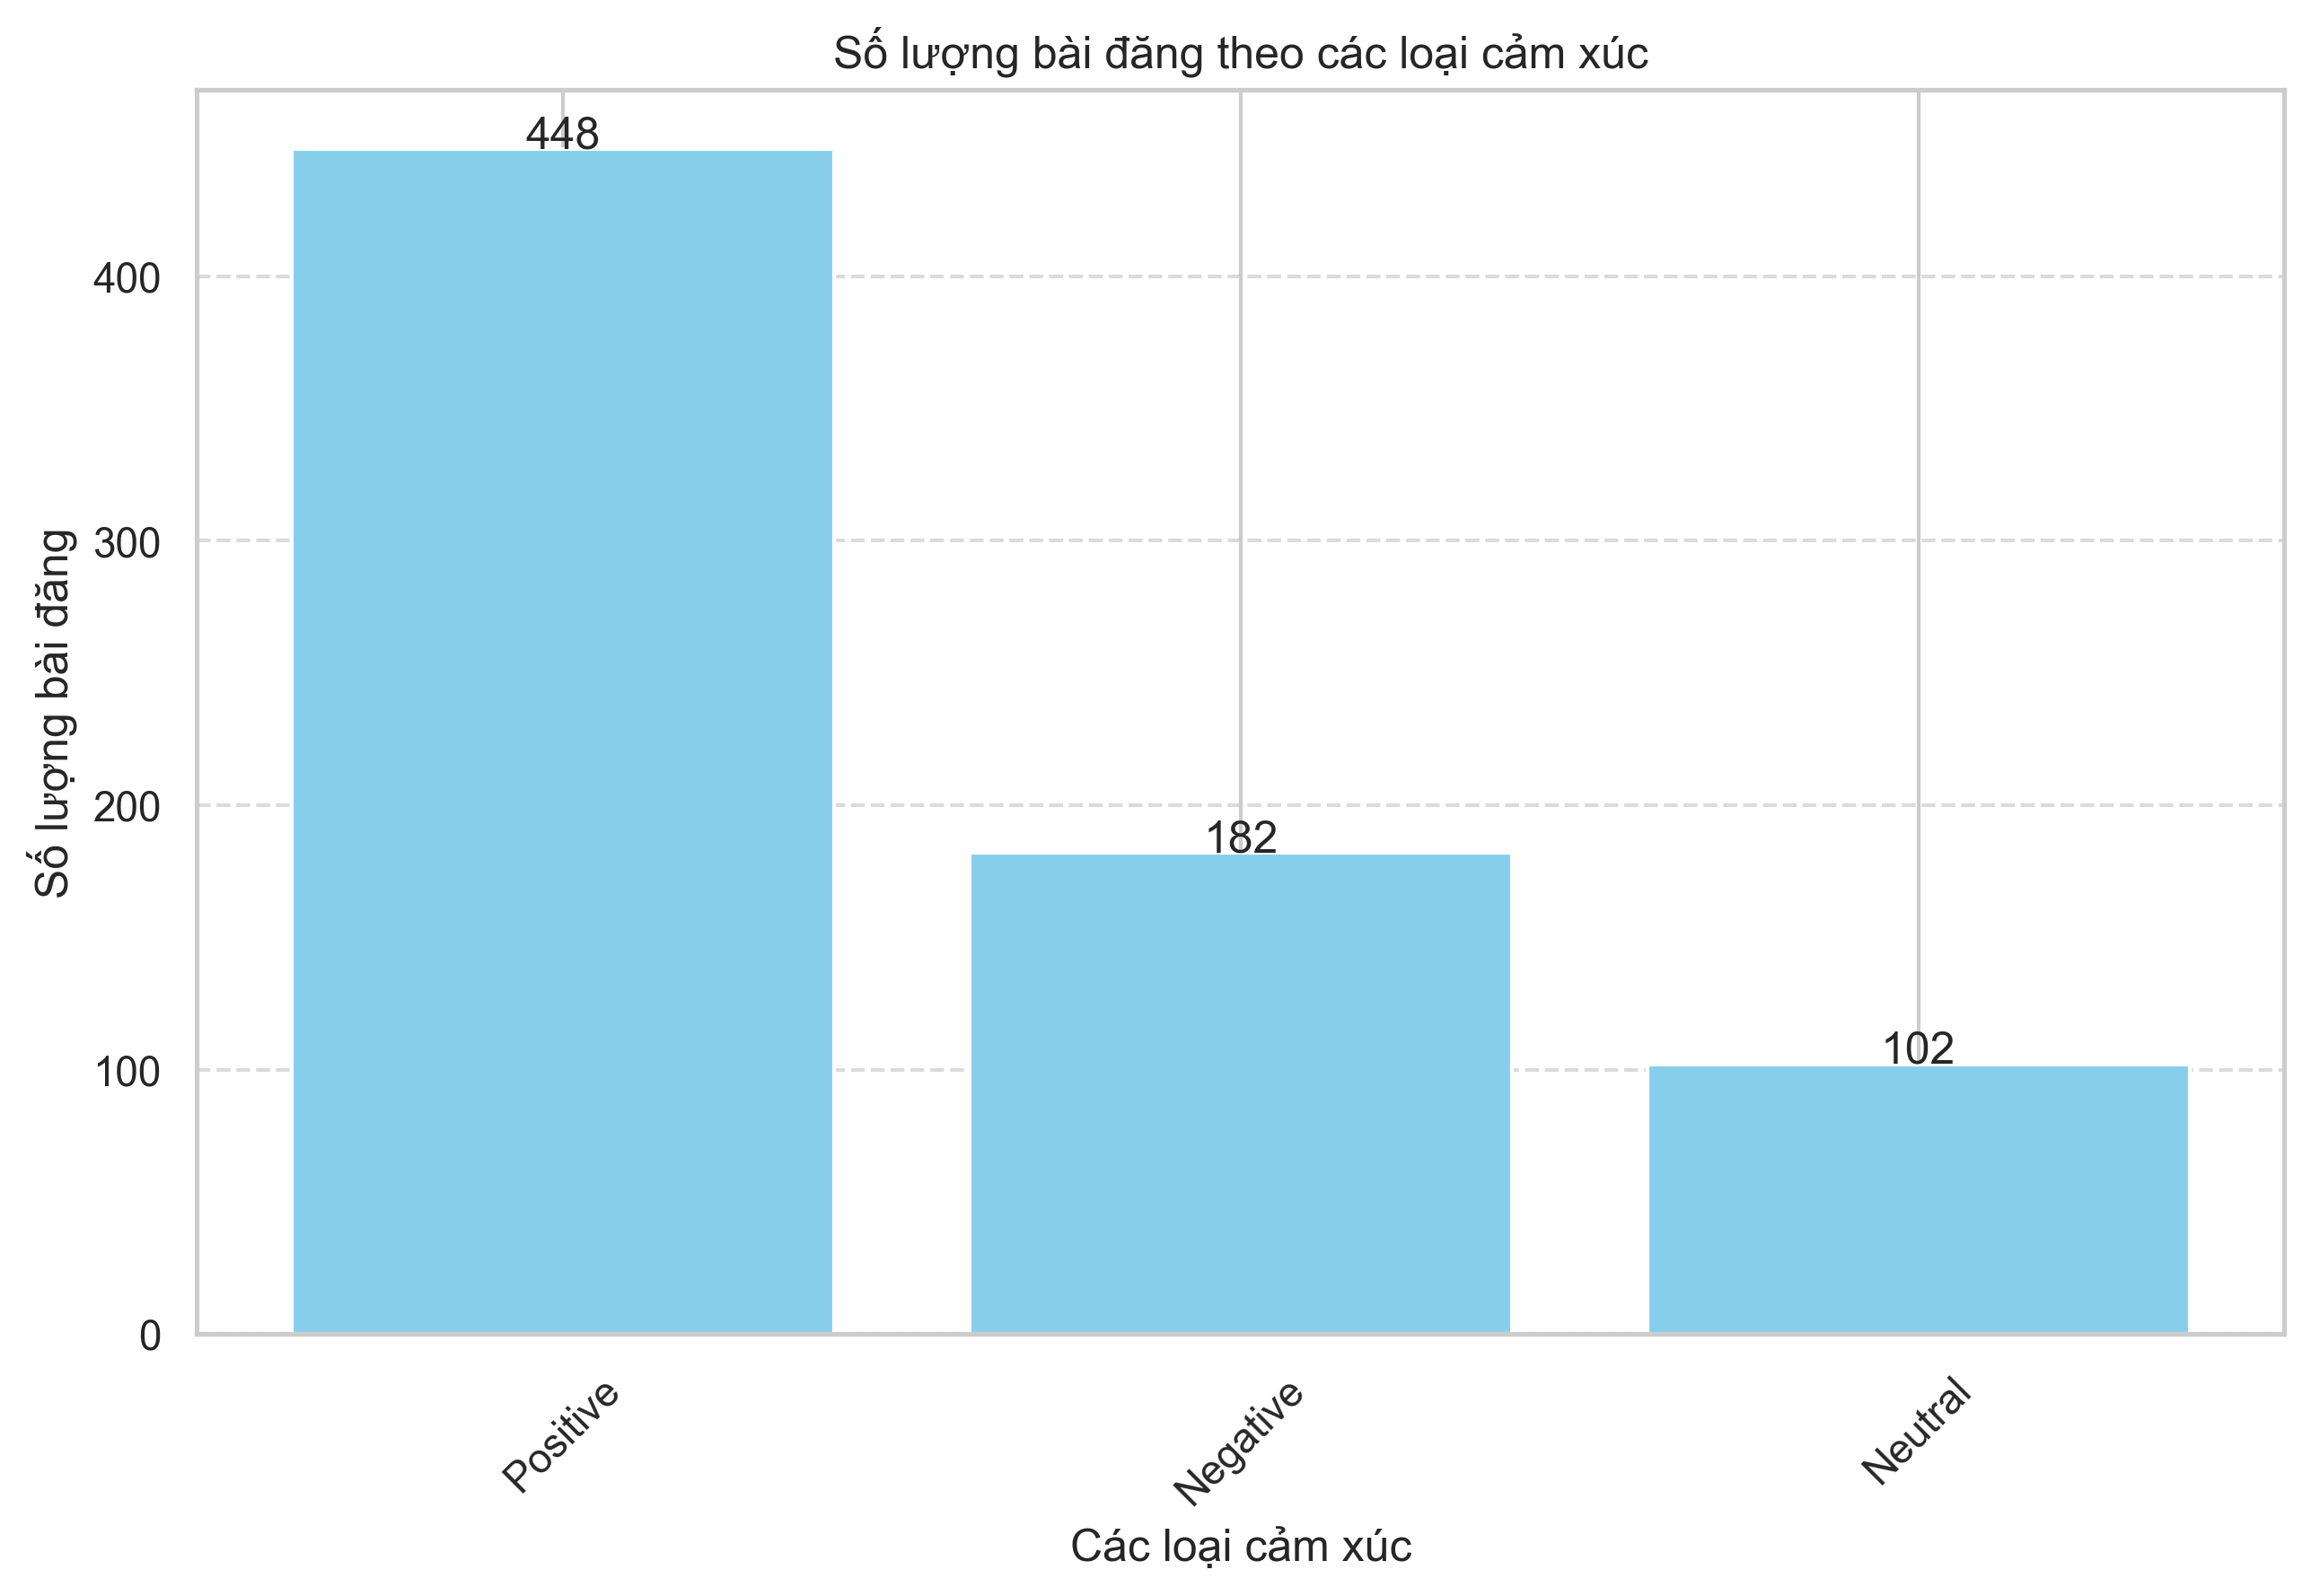 Số lượng bài đăng theo các loại cảm xúc
448
400
300
Số lượng bài đăng
200
182
102
100
0
Positive
Negative
Neutral
Các loại cảm xúc